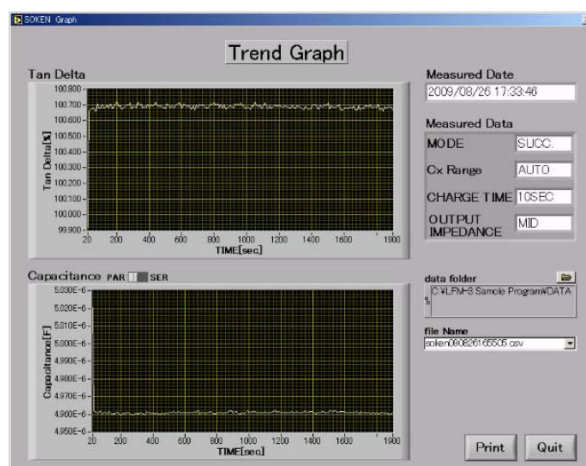 SOKEN Graph
Trend Graph
Tan Delta
100.800
100.700
100.600
100.500
100.400
100.300
100.200
100.100
100.000
99.900
Tan Delta[%]
20 200 400 600 800 1000 1200 1400 1600 1900
TIME[sec]
Capacitance PAR SER
5.030E-6
5.020E-6
5.010E-6
5.000E-6
4.990E-6
4.980E-6
4.970E-6
4.960E-6
4.950E-6
Capacitance[F]
20 200 400 600 800 1000 1200 1400 1600 1900
TIME[sec]
Measured Date
2009/08/26 17:33:46
Measured Data
MODE SUCC.
Cx Range AUTO
CHARGE TIME 10SEC
OUTPUT
IMPEDANCE MID
data folder
C:¥LFM-3 Sample Program¥DATA
file Name
soken090826165505.csv
Print Quit